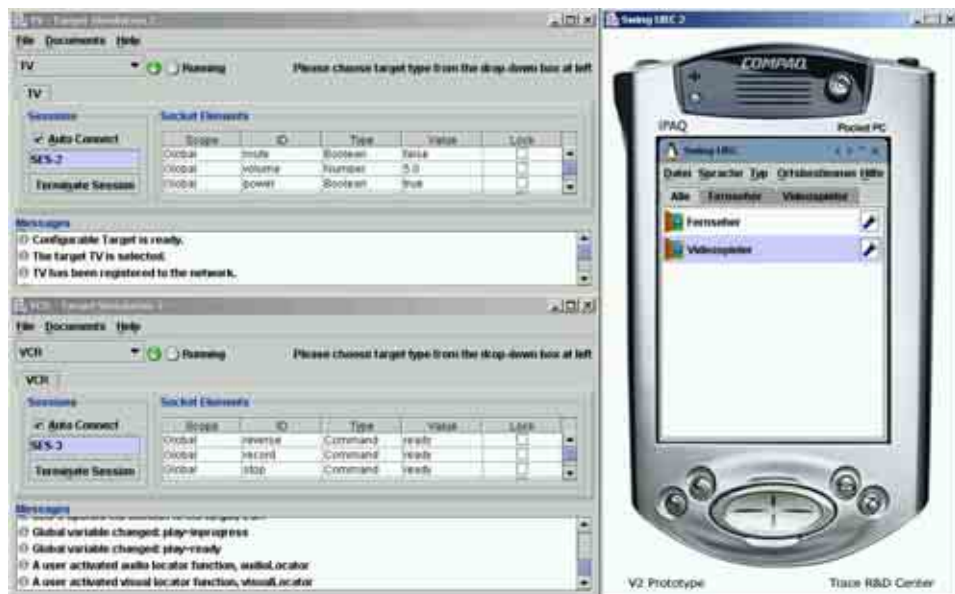 TV - Target Simulation 2
File Documents Help
TV
Running
Please choose target type from the drop-down box at left
TV
Sessions
Auto Connect
SES-2
Terminate Session
Socket Elements
Scope ID Type Value Lock
Global mute Boolean false
Global volume Number 5.0
Global power Boolean true
Messages
Configurable Target is ready.
The target TV is selected.
TV has been registered to the network.
VCR - Target Simulation
File Documents Help
VCR
Running
Please choose target type from the drop-down box at left
VCR
Sessions
Auto Connect
SES-3
Terminate Session
Socket Elements
Scope ID Type Value Lock
Global reverse Command ready
Global record Command ready
Global stop Command ready
Messages
Global variable changed: play-inprogress
Global variable changed: play-ready
A user activated audio locator function, audioLocator
A user activated visual locator function, visualLocator
Swing URC 2
COMPAQ
iPAQ
Pocket PC
Swing URC
Datei Sprache Typ Ortsbestimmen Hilfe
Alle Fernseher Videospieler
Fernseher
Videospieler
V2 Prototype
Trace R&D Center